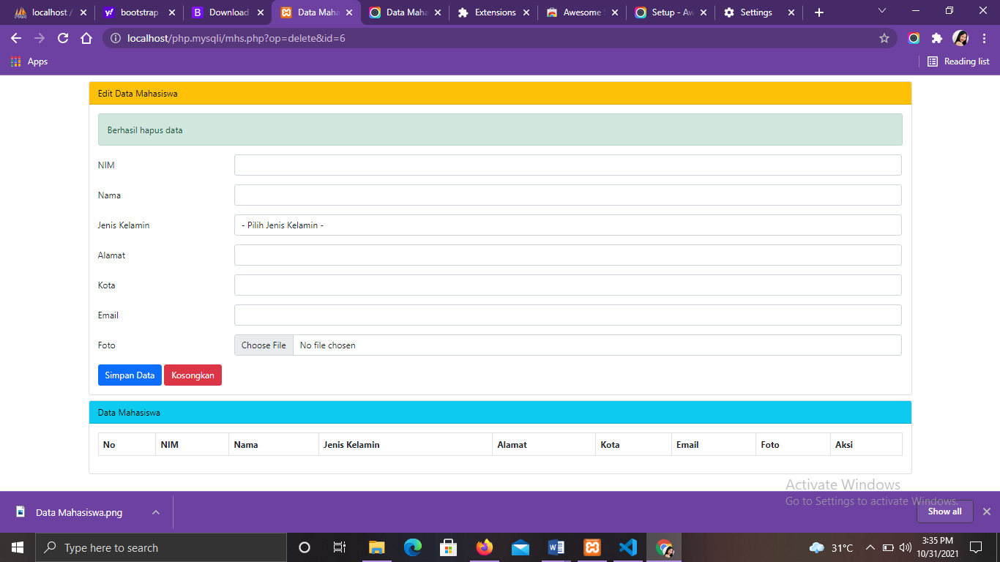 localhost /
bootstrap
Download
Data Maha
Data Maha
Extensions
Awesome
Setup - Aw
Settings
localhost/php.mysqli/mhs.php?op=delete&id=6
Apps
Reading list
Edit Data Mahasiswa
Berhasil hapus data
NIM
Nama
Jenis Kelamin
- Pilih Jenis Kelamin -
Alamat
Kota
Email
Foto
Choose File No file chosen
Simpan Data Kosongkan
Data Mahasiswa
No NIM Nama Jenis Kelamin Alamat Kota Email Foto Aksi
Activate Windows
Go to Settings to activate Windows.
Data Mahasiswa.png
Show all
Type here to search
31°C
3:35 PM
10/31/2021